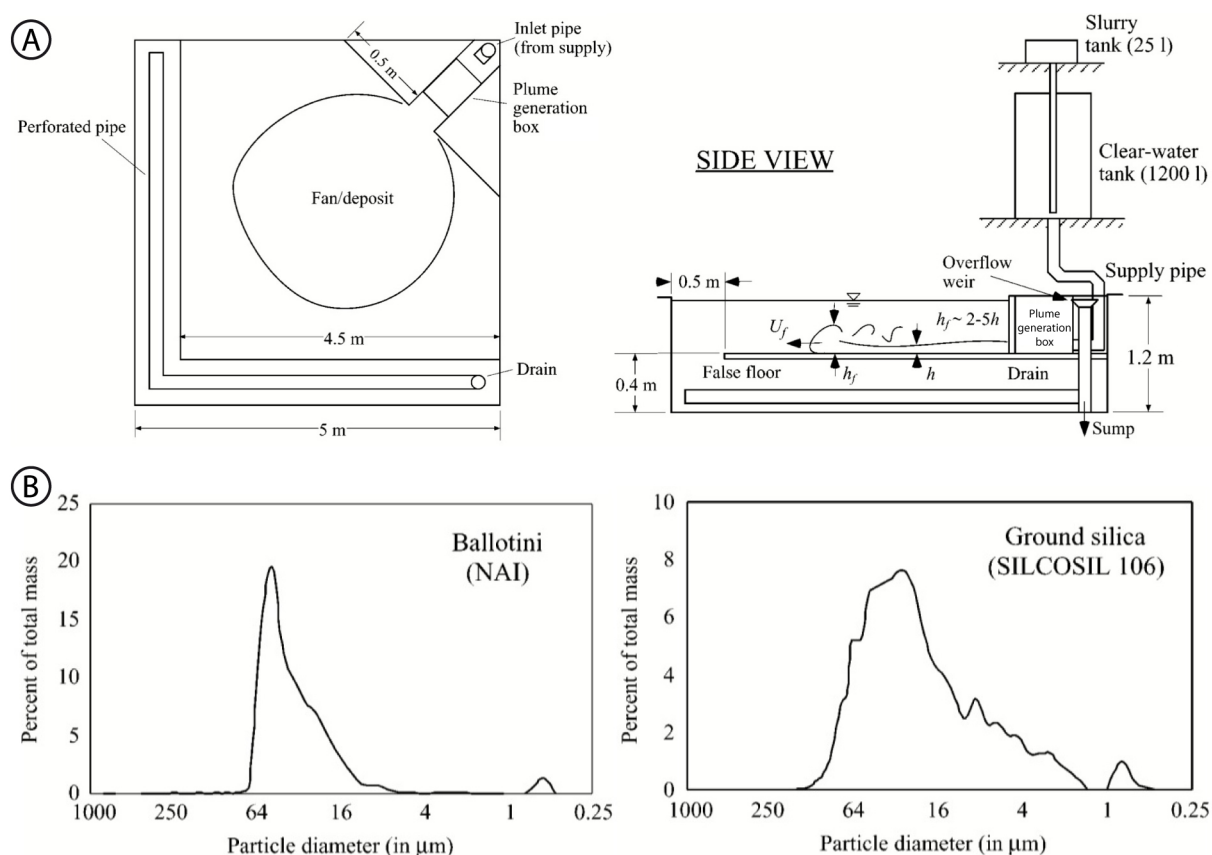 A
Inlet pipe
(from supply)
0.5 m
Plume
generation
box
Perforated pipe
Fan/deposit
4.5 m
Drain
5 m
Slurry
tank (25 l)
SIDE VIEW
Clear-water
tank (1200 l)
Overflow
weir
Supply pipe
0.5 m
Uf
hf ~ 2-5h
Plume
generation
box
1.2 m
0.4 m
False floor
hf
h
Drain
Sump
B
25
20
15
10
5
0
Percent of total mass
Ballotini
(NAI)
1000 250 64 16 4 1 0.25
Particle diameter (in μm)
10
8
6
4
2
0
Percent of total mass
Ground silica
(SILCOSIL 106)
1000 250 64 16 4 1 0.25
Particle diameter (in μm)